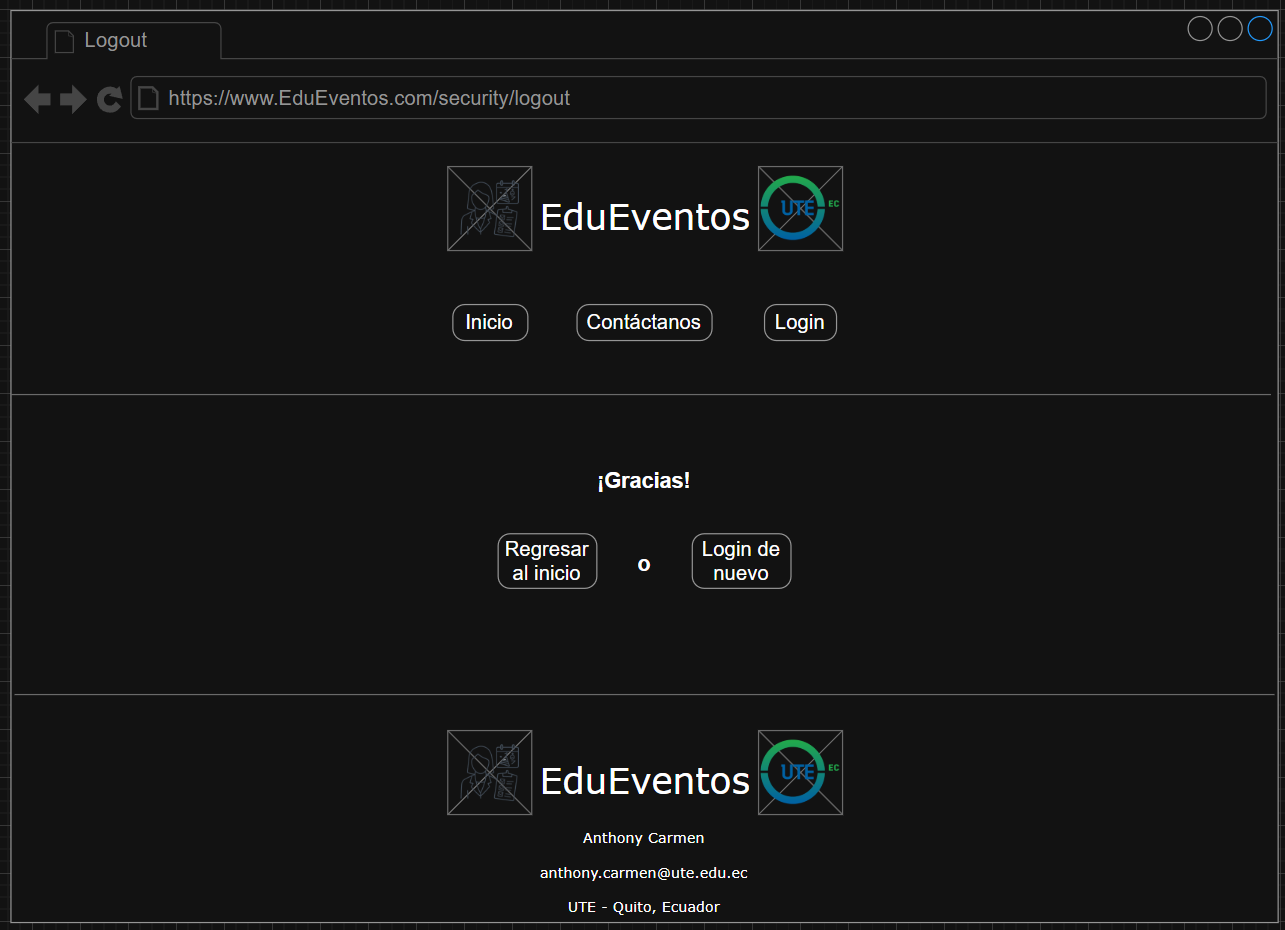 Logout
https://www.EduEventos.com/security/logout
EduEventos
UTE EC
Inicio
Contáctanos
Login
¡Gracias!
Regresar
al inicio
o
Login de
nuevo
EduEventos
UTE EC
Anthony Carmen
anthony.carmen@ute.edu.ec
UTE - Quito, Ecuador